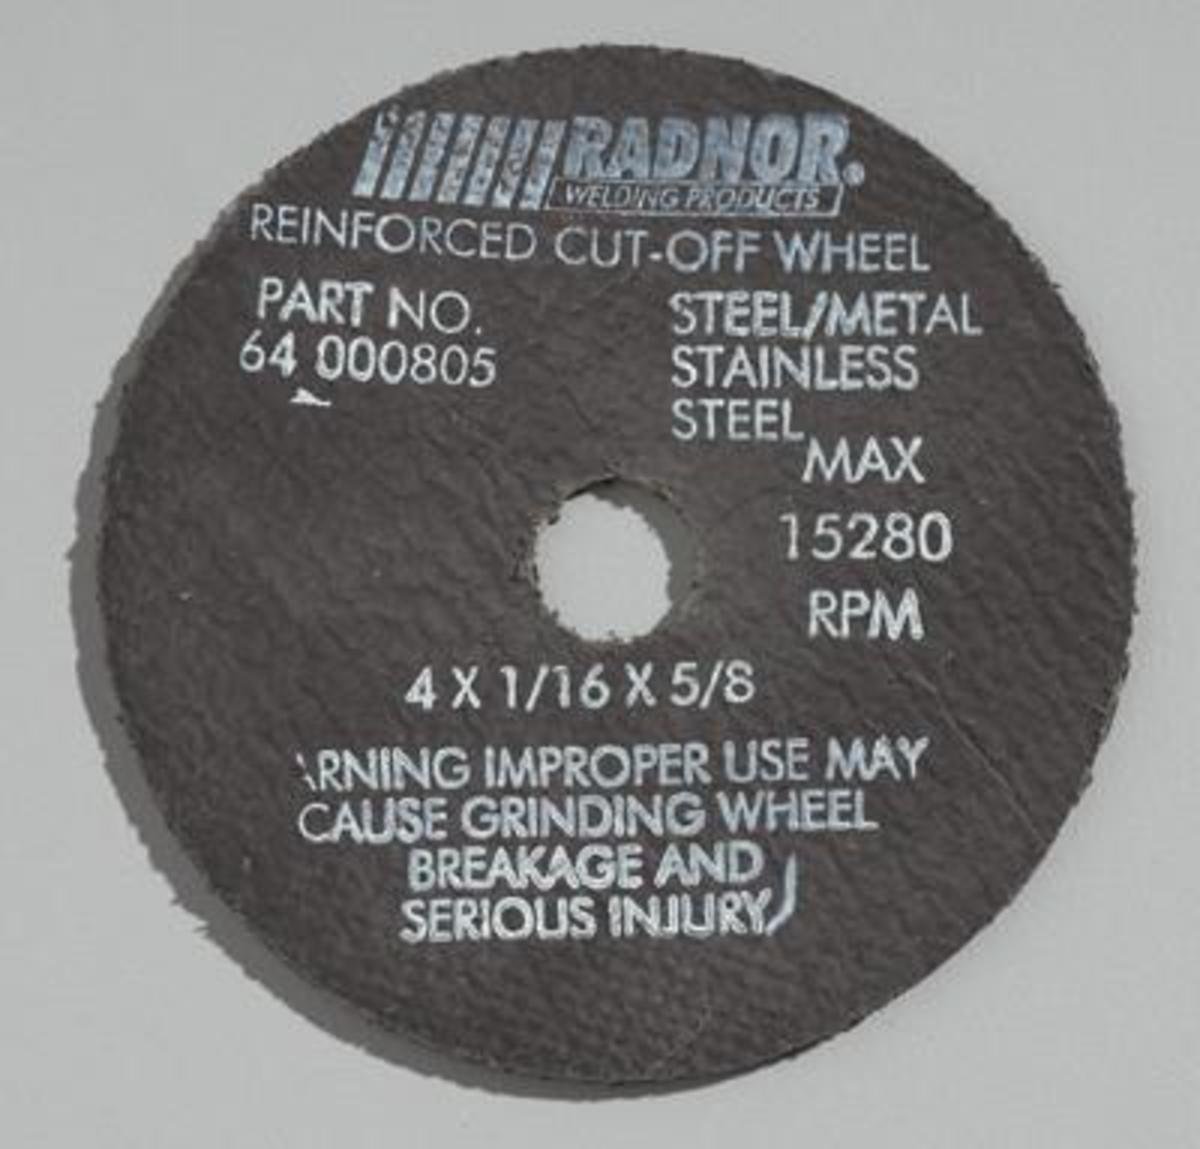 RADNOR.
WELDING PRODUCTS
REINFORCED CUT-OFF WHEEL
PART NO.
64 000805
STEEL/METAL
STAINLESS
STEEL
MAX
15280
RPM
4 X 1/16 X 5/8
ARNING IMPROPER USE MAY
CAUSE GRINDING WHEEL
BREAKAGE AND
SERIOUS INJURY